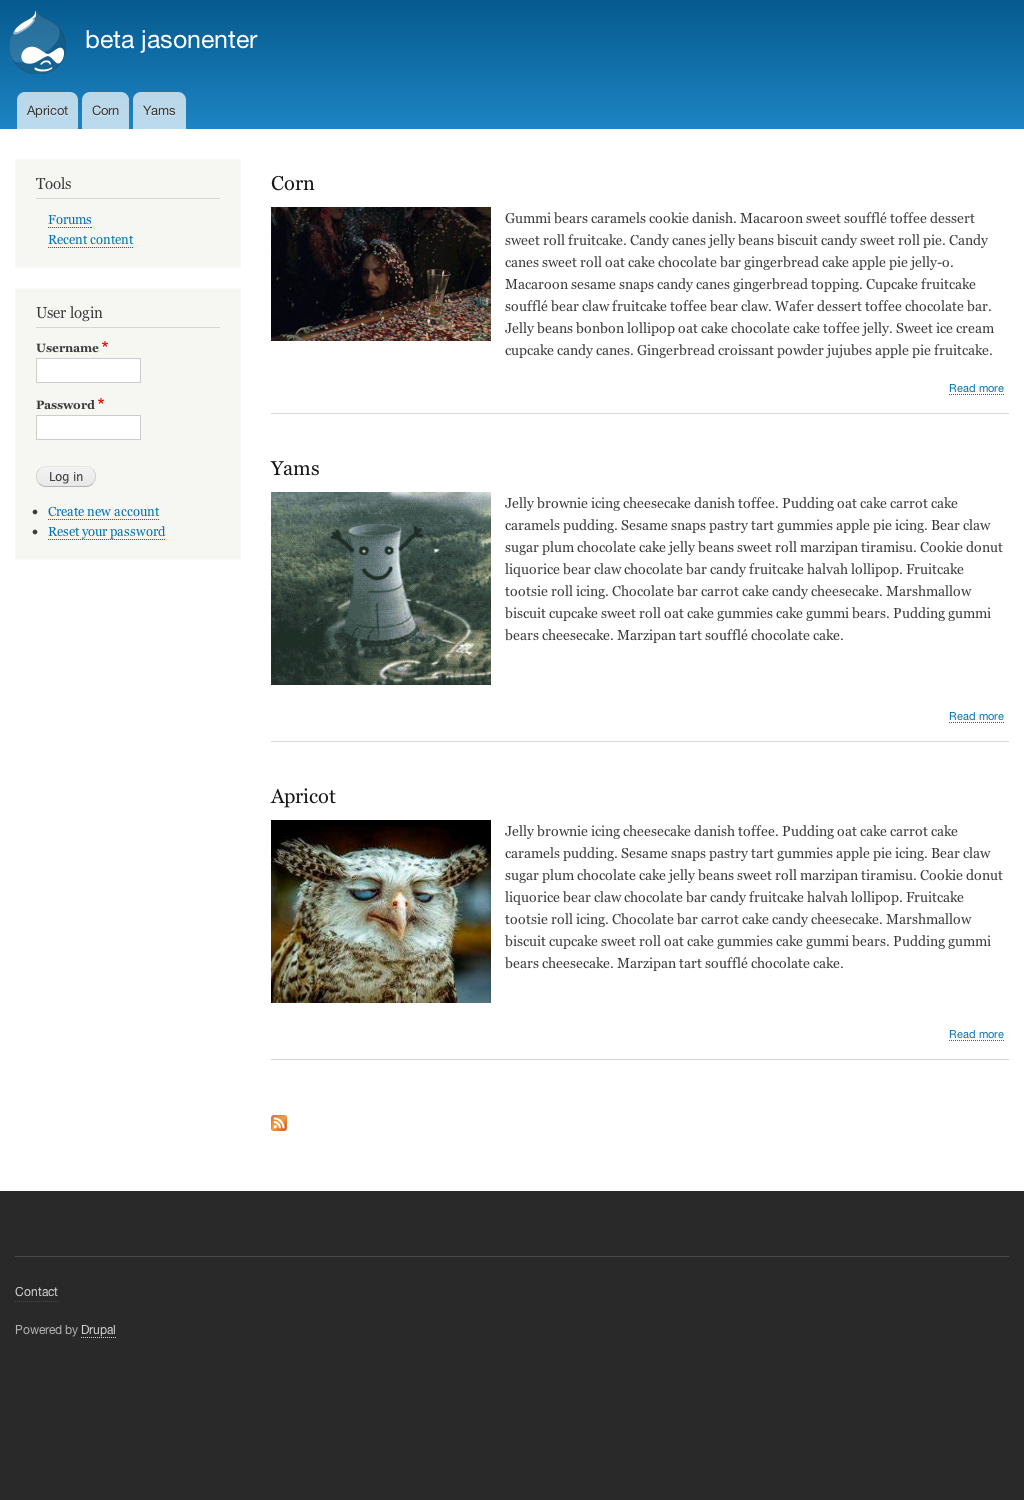 beta jasonenter
Apricot
Corn
Yams
Tools
Forums
Recent content
User login
Username *
Password *
Log in
Create new account
Reset your password
Corn
Gummi bears caramels cookie danish. Macaroon sweet soufflé toffee dessert
sweet roll fruitcake. Candy canes jelly beans biscuit candy sweet roll pie. Candy
canes sweet roll oat cake chocolate bar gingerbread cake apple pie jelly-o.
Macaroon sesame snaps candy canes gingerbread topping. Cupcake fruitcake
soufflé bear claw fruitcake toffee bear claw. Wafer dessert toffee chocolate bar.
Jelly beans bonbon lollipop oat cake chocolate cake toffee jelly. Sweet ice cream
cupcake candy canes. Gingerbread croissant powder jujubes apple pie fruitcake.
Read more
Yams
Jelly brownie icing cheesecake danish toffee. Pudding oat cake carrot cake
caramels pudding. Sesame snaps pastry tart gummies apple pie icing. Bear claw
sugar plum chocolate cake jelly beans sweet roll marzipan tiramisu. Cookie donut
liquorice bear claw chocolate bar candy fruitcake halvah lollipop. Fruitcake
tootsie roll icing. Chocolate bar carrot cake candy cheesecake. Marshmallow
biscuit cupcake sweet roll oat cake gummies cake gummi bears. Pudding gummi
bears cheesecake. Marzipan tart soufflé chocolate cake.
Read more
Apricot
Jelly brownie icing cheesecake danish toffee. Pudding oat cake carrot cake
caramels pudding. Sesame snaps pastry tart gummies apple pie icing. Bear claw
sugar plum chocolate cake jelly beans sweet roll marzipan tiramisu. Cookie donut
liquorice bear claw chocolate bar candy fruitcake halvah lollipop. Fruitcake
tootsie roll icing. Chocolate bar carrot cake candy cheesecake. Marshmallow
biscuit cupcake sweet roll oat cake gummies cake gummi bears. Pudding gummi
bears cheesecake. Marzipan tart soufflé chocolate cake.
Read more
Contact
Powered by Drupal